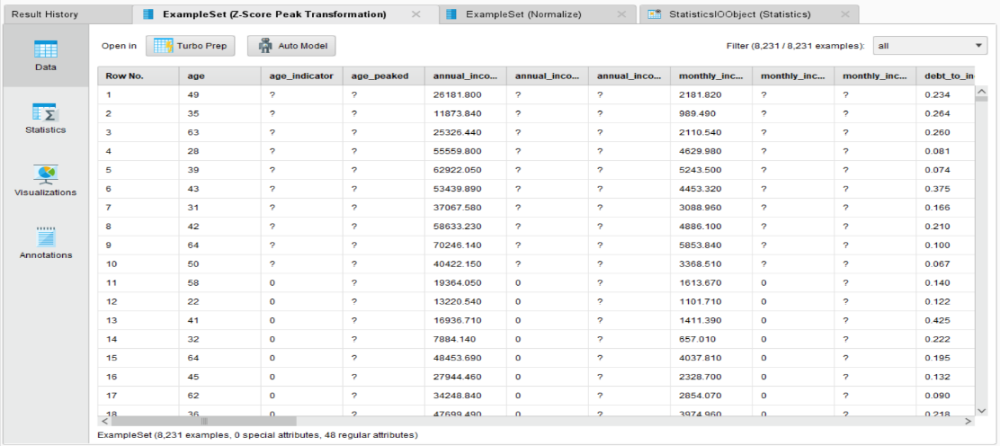 Result History ExampleSet (Z-Score Peak Transformation) ExampleSet (Normalize) StatisticsIOObject (Statistics)
Data
Statistics
Visualizations
Annotations
Open in Turbo Prep Auto Model Filter (8,231 / 8,231 examples): all
Row No. age age_indicator age_peaked annual_inco... annual_inco... annual_inco... monthly_inc... monthly_inc... monthly_inc... debt_to_in
1 49 ? ? 26181.800 ? ? 2181.820 ? ? 0.234
2 35 ? ? 11873.840 ? ? 989.490 ? ? 0.264
3 63 ? ? 25326.440 ? ? 2110.540 ? ? 0.260
4 28 ? ? 55559.800 ? ? 4629.980 ? ? 0.081
5 39 ? ? 62922.050 ? ? 5243.500 ? ? 0.074
6 43 ? ? 53439.890 ? ? 4453.320 ? ? 0.375
7 31 ? ? 37067.580 ? ? 3088.960 ? ? 0.166
8 42 ? ? 58633.230 ? ? 4886.100 ? ? 0.210
9 64 ? ? 70246.140 ? ? 5853.840 ? ? 0.100
10 50 ? ? 40422.150 ? ? 3368.510 ? ? 0.067
11 58 0 ? 19364.050 0 ? 1613.670 0 ? 0.140
12 22 0 ? 13220.540 0 ? 1101.710 0 ? 0.122
13 41 0 ? 16936.710 0 ? 1411.390 0 ? 0.425
14 32 0 ? 7884.140 0 ? 657.010 0 ? 0.222
15 64 0 ? 48453.690 0 ? 4037.810 0 ? 0.195
16 45 0 ? 27944.460 0 ? 2328.700 0 ? 0.132
17 62 0 ? 34248.840 0 ? 2854.070 0 ? 0.090
18 36 0 ? 47699.490 0 ? 3974.960 0 ? 0.218
ExampleSet (8,231 examples, 0 special attributes, 48 regular attributes)